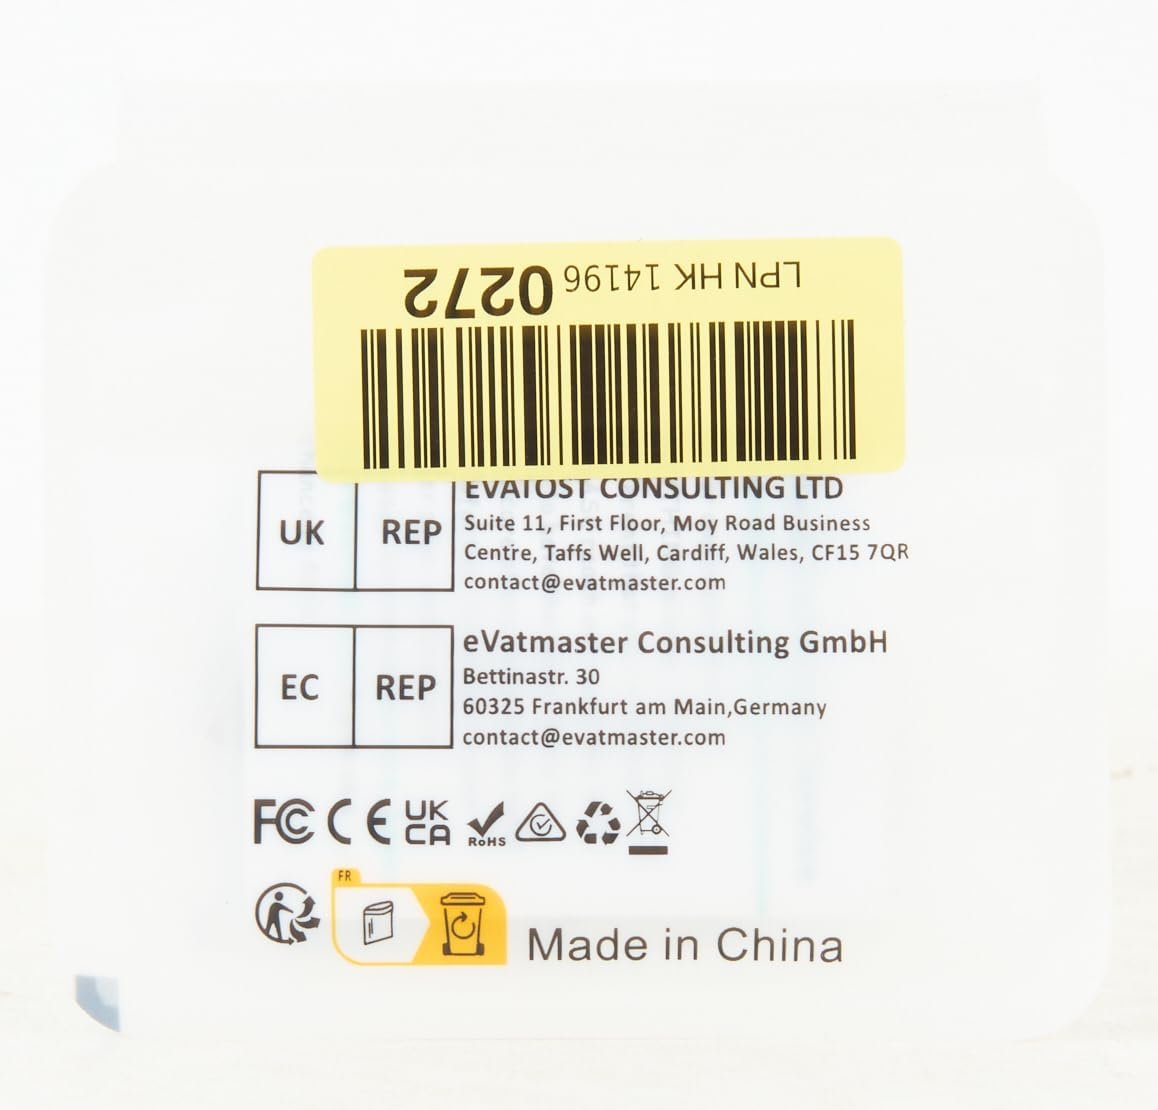 LPN HK 14196 0272
UK REP
EVATOST CONSULTING LTD
Suite 11, First Floor, Moy Road Business
Centre, Taffs Well, Cardiff, Wales, CF15 7QR
contact@evatmaster.com
EC REP
eVatmaster Consulting GmbH
Bettinastr. 30
60325 Frankfurt am Main,Germany
contact@evatmaster.com
FC CE UK
CA RoHS
FR
Made in China